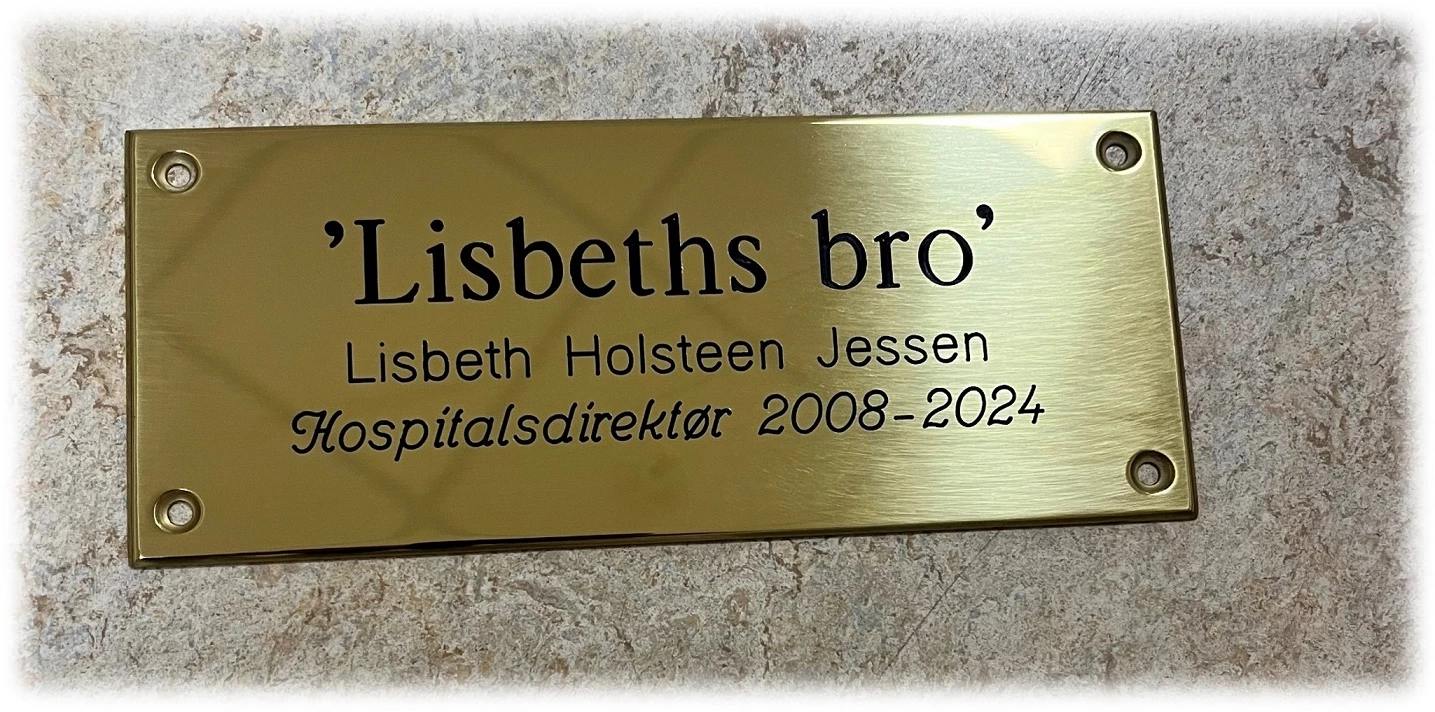 ’Lisbeths bro’
Lisbeth Holsteen Jessen
Hospitalsdirektør 2008-2024